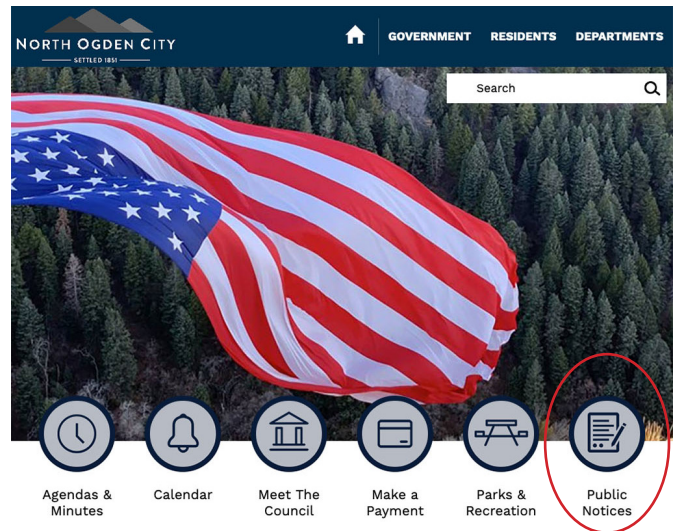 NORTH OGDEN CITY
SETTLED 1851
GOVERNMENT RESIDENTS DEPARTMENTS
Search
Agendas &
Minutes
Calendar
Meet The
Council
Make a
Payment
Parks &
Recreation
Public
Notices